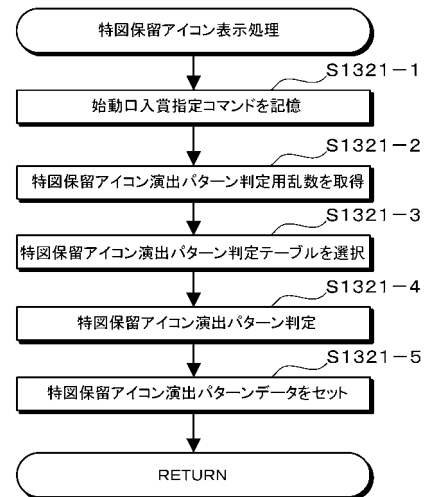 特図保留アイコン表示処理
S1321-1
始動口入賞指定コマンドを記憶
S1321-2
特図保留アイコン演出パターン判定用乱数を取得
S1321-3
特図保留アイコン演出パターン判定テーブルを選択
S1321-4
特図保留アイコン演出パターン判定
S1321-5
特図保留アイコン演出パターンデータをセット
RETURN